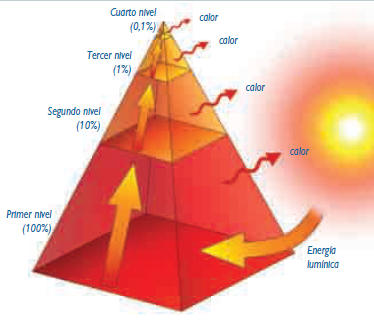 Cuarto nivel
(0,1%)
calor
Tercer nivel
(1%)
calor
Segundo nivel
(10%)
calor
calor
Primer nivel
(100%)
Energía
lumínica